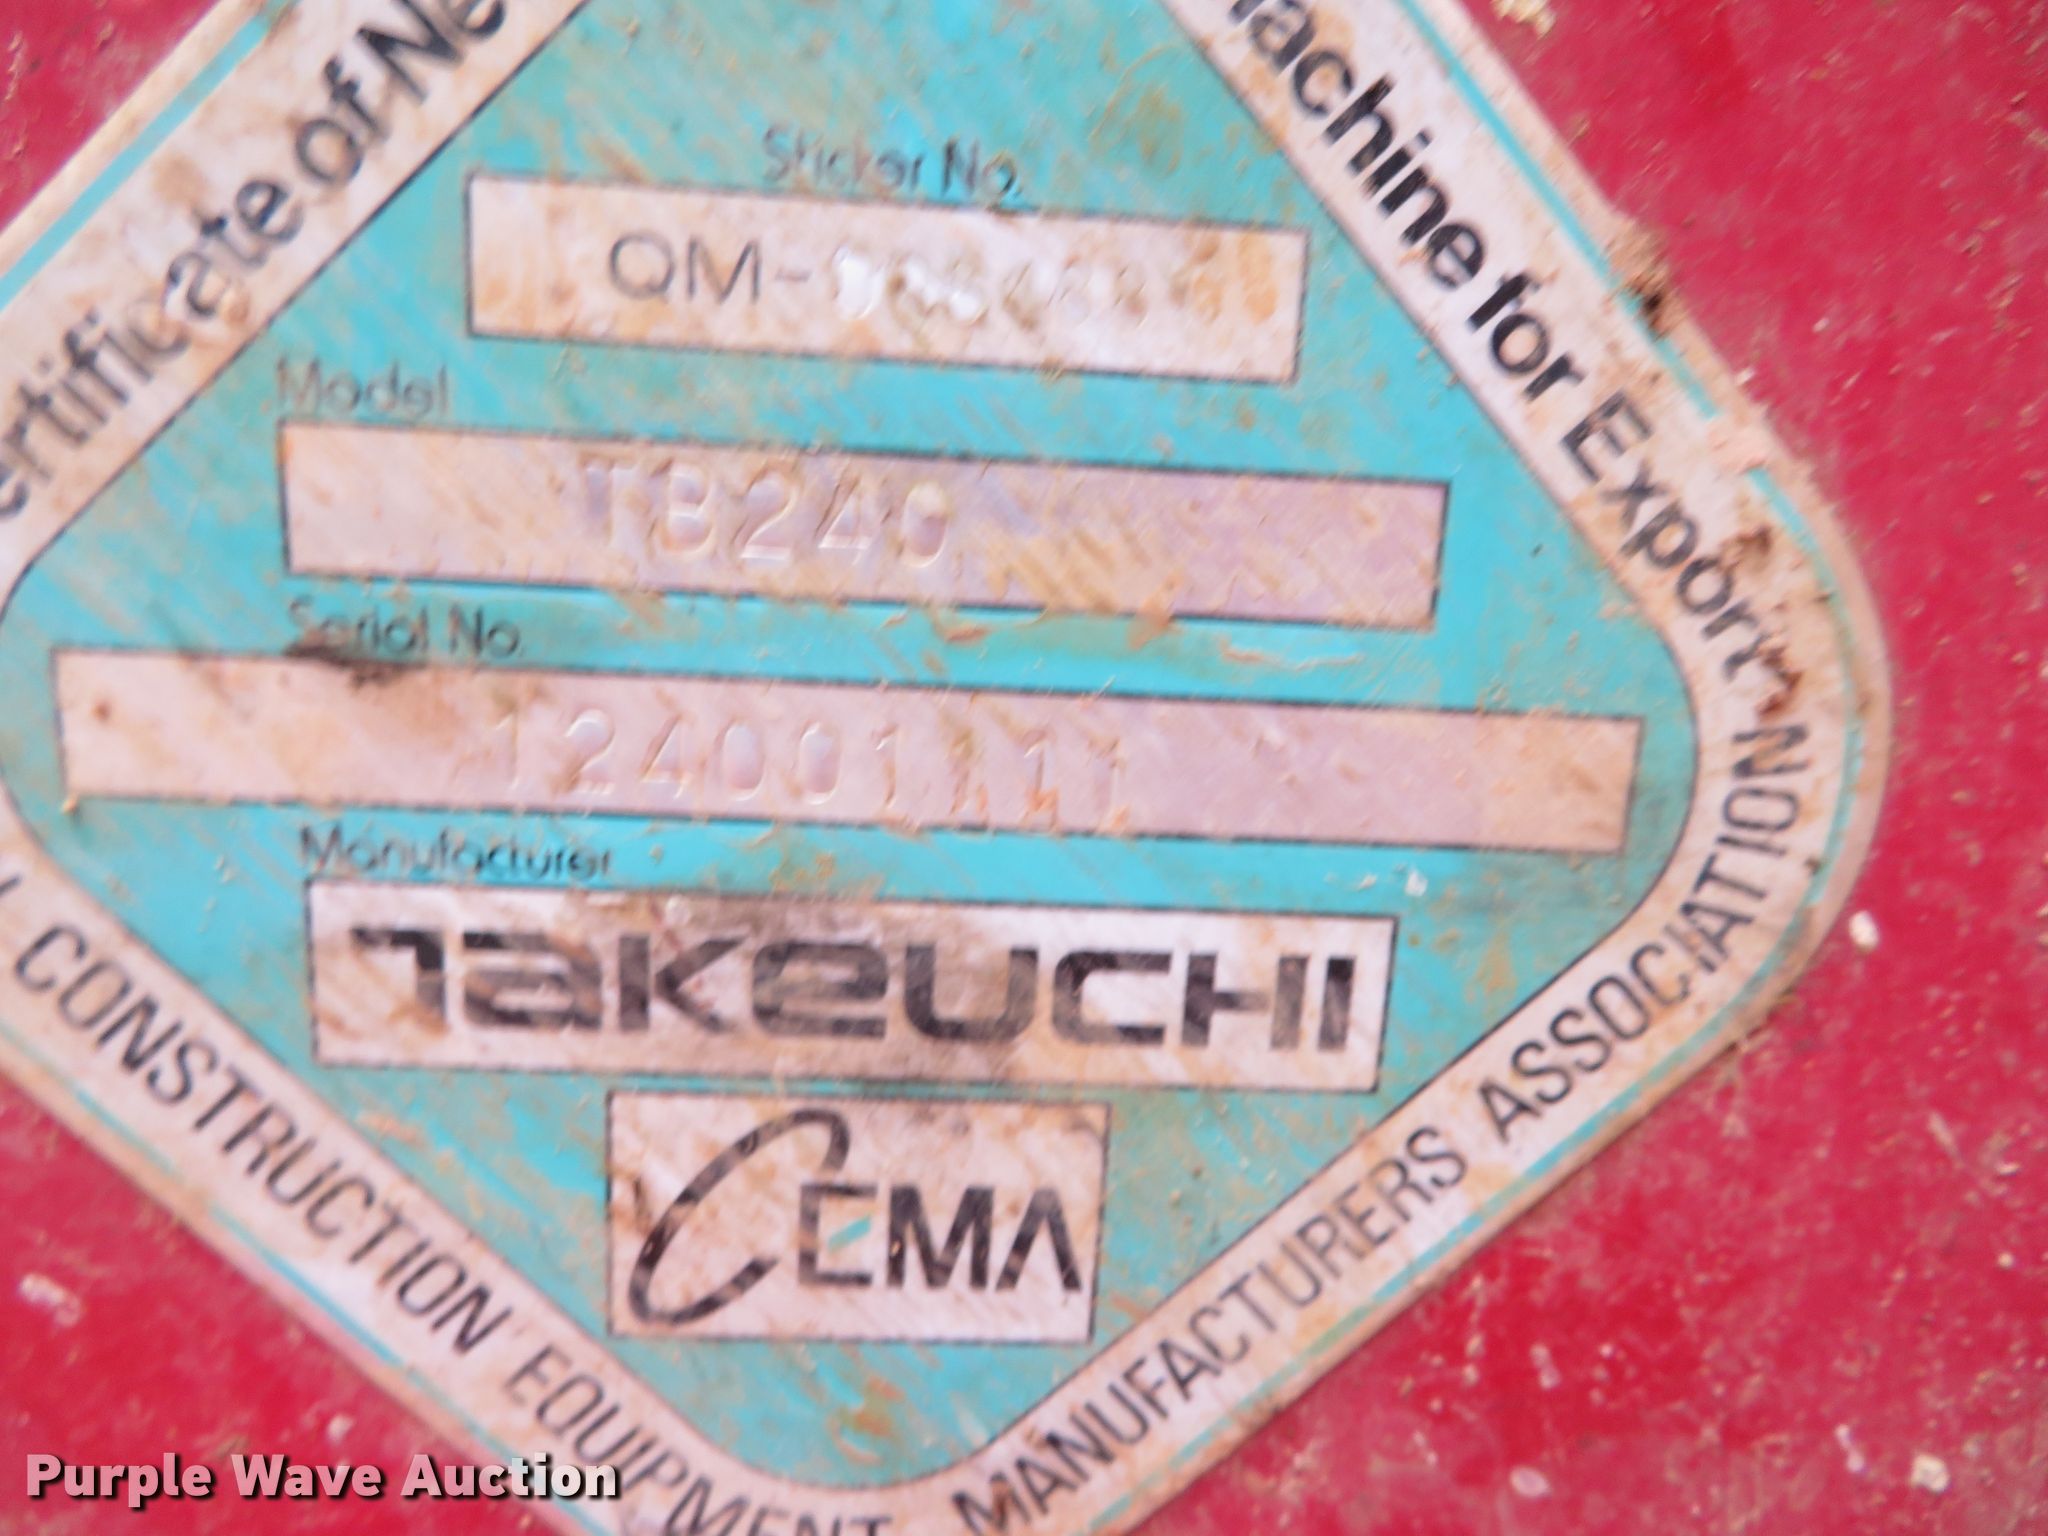 ertificate of Ne
achine for Export
Sticker No.
QM-
Model
TB240
Serial No.
124001111
Manufacturer
TAKEUCHI
CEMA
CONSTRUCTION EQUIPMENT MANUFACTURERS ASSOCIATION
Purple Wave Auction